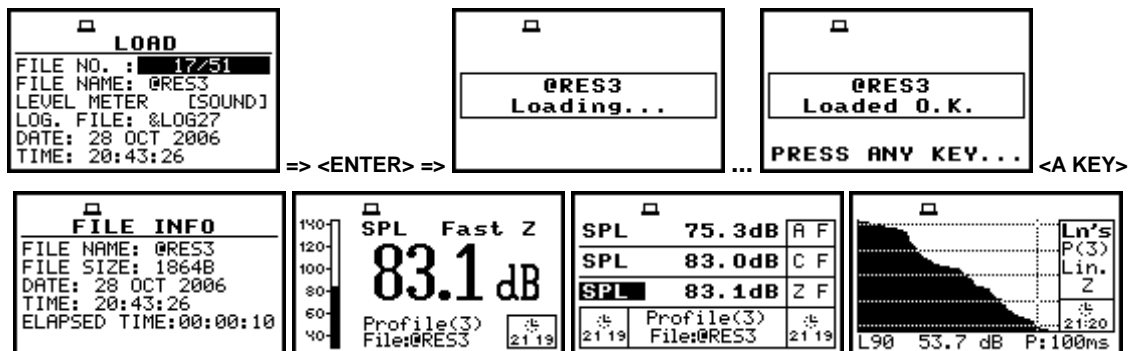 LOAD
FILE NO. : 17/51
FILE NAME: @RES3
LEVEL METER [SOUND]
LOG. FILE: &LOG27
DATE: 28 OCT 2006
TIME: 20:43:26
=> <ENTER> =>
@RES3
Loading...
...
@RES3
Loaded O.K.
PRESS ANY KEY...
<A KEY>
FILE INFO
FILE NAME: @RES3
FILE SIZE: 1864B
DATE: 28 OCT 2006
TIME: 20:43:26
ELAPSED TIME:00:00:10
140
120
100
80
60
40
SPL Fast Z
83.1 dB
Profile(3)
File:@RES3
21 19
SPL 75.3dB A F
SPL 83.0dB C F
SPL 83.1dB Z F
21 19
Profile(3)
File:@RES3
21 19
Ln's
P(3)
Lin.
Z
21:20
L90 53.7 dB P:100ms